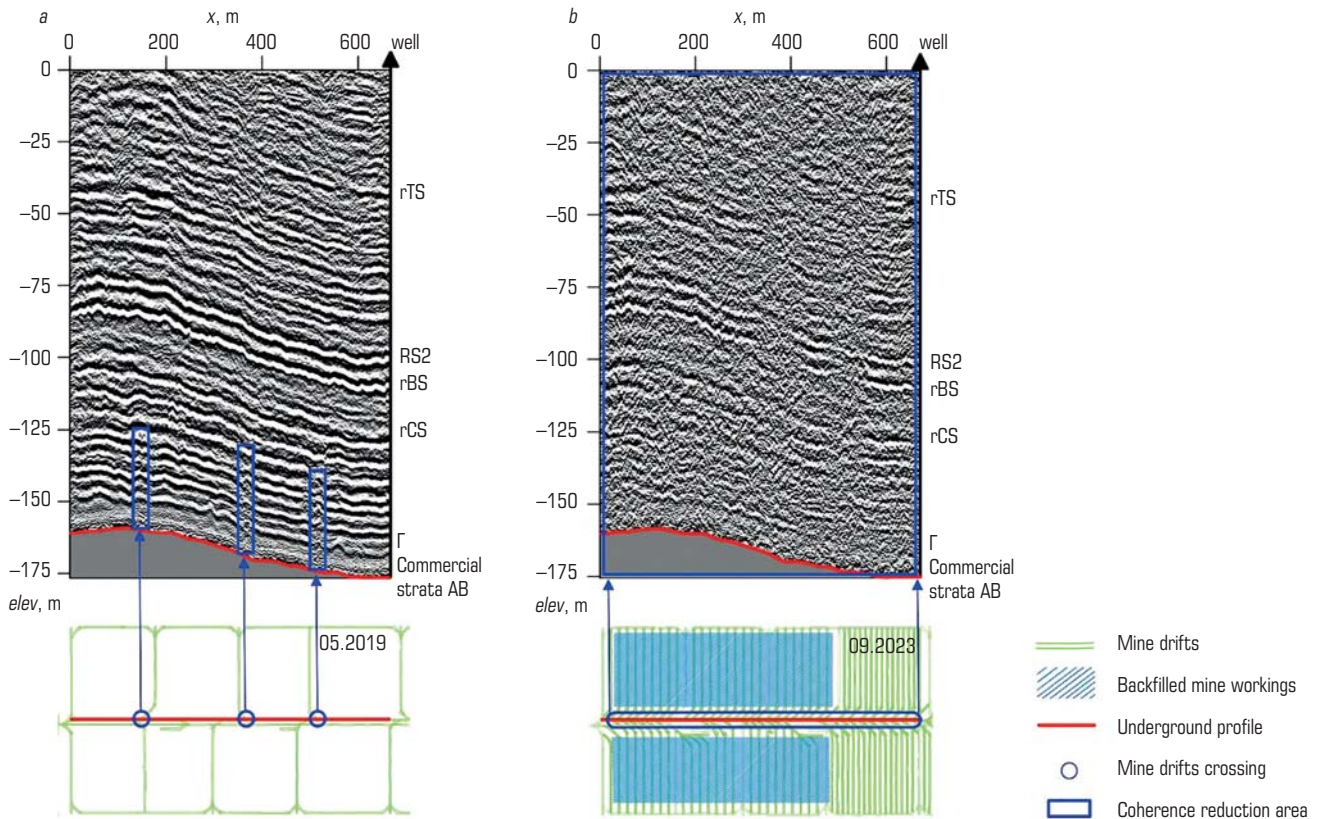 a
x, m
0 200 400 600 well
0
−25
−50
−75
−100
−125
−150
−175
elev, m
rTS
RS2
rBS
rCS
Г
Commercial
strata AB
05.2019
b
x, m
0 200 400 600 well
0
−25
−50
−75
−100
−125
−150
−175
elev, m
rTS
RS2
rBS
rCS
Г
Commercial
strata AB
09.2023
Mine drifts
Backfilled mine workings
Underground profile
Mine drifts crossing
Coherence reduction area